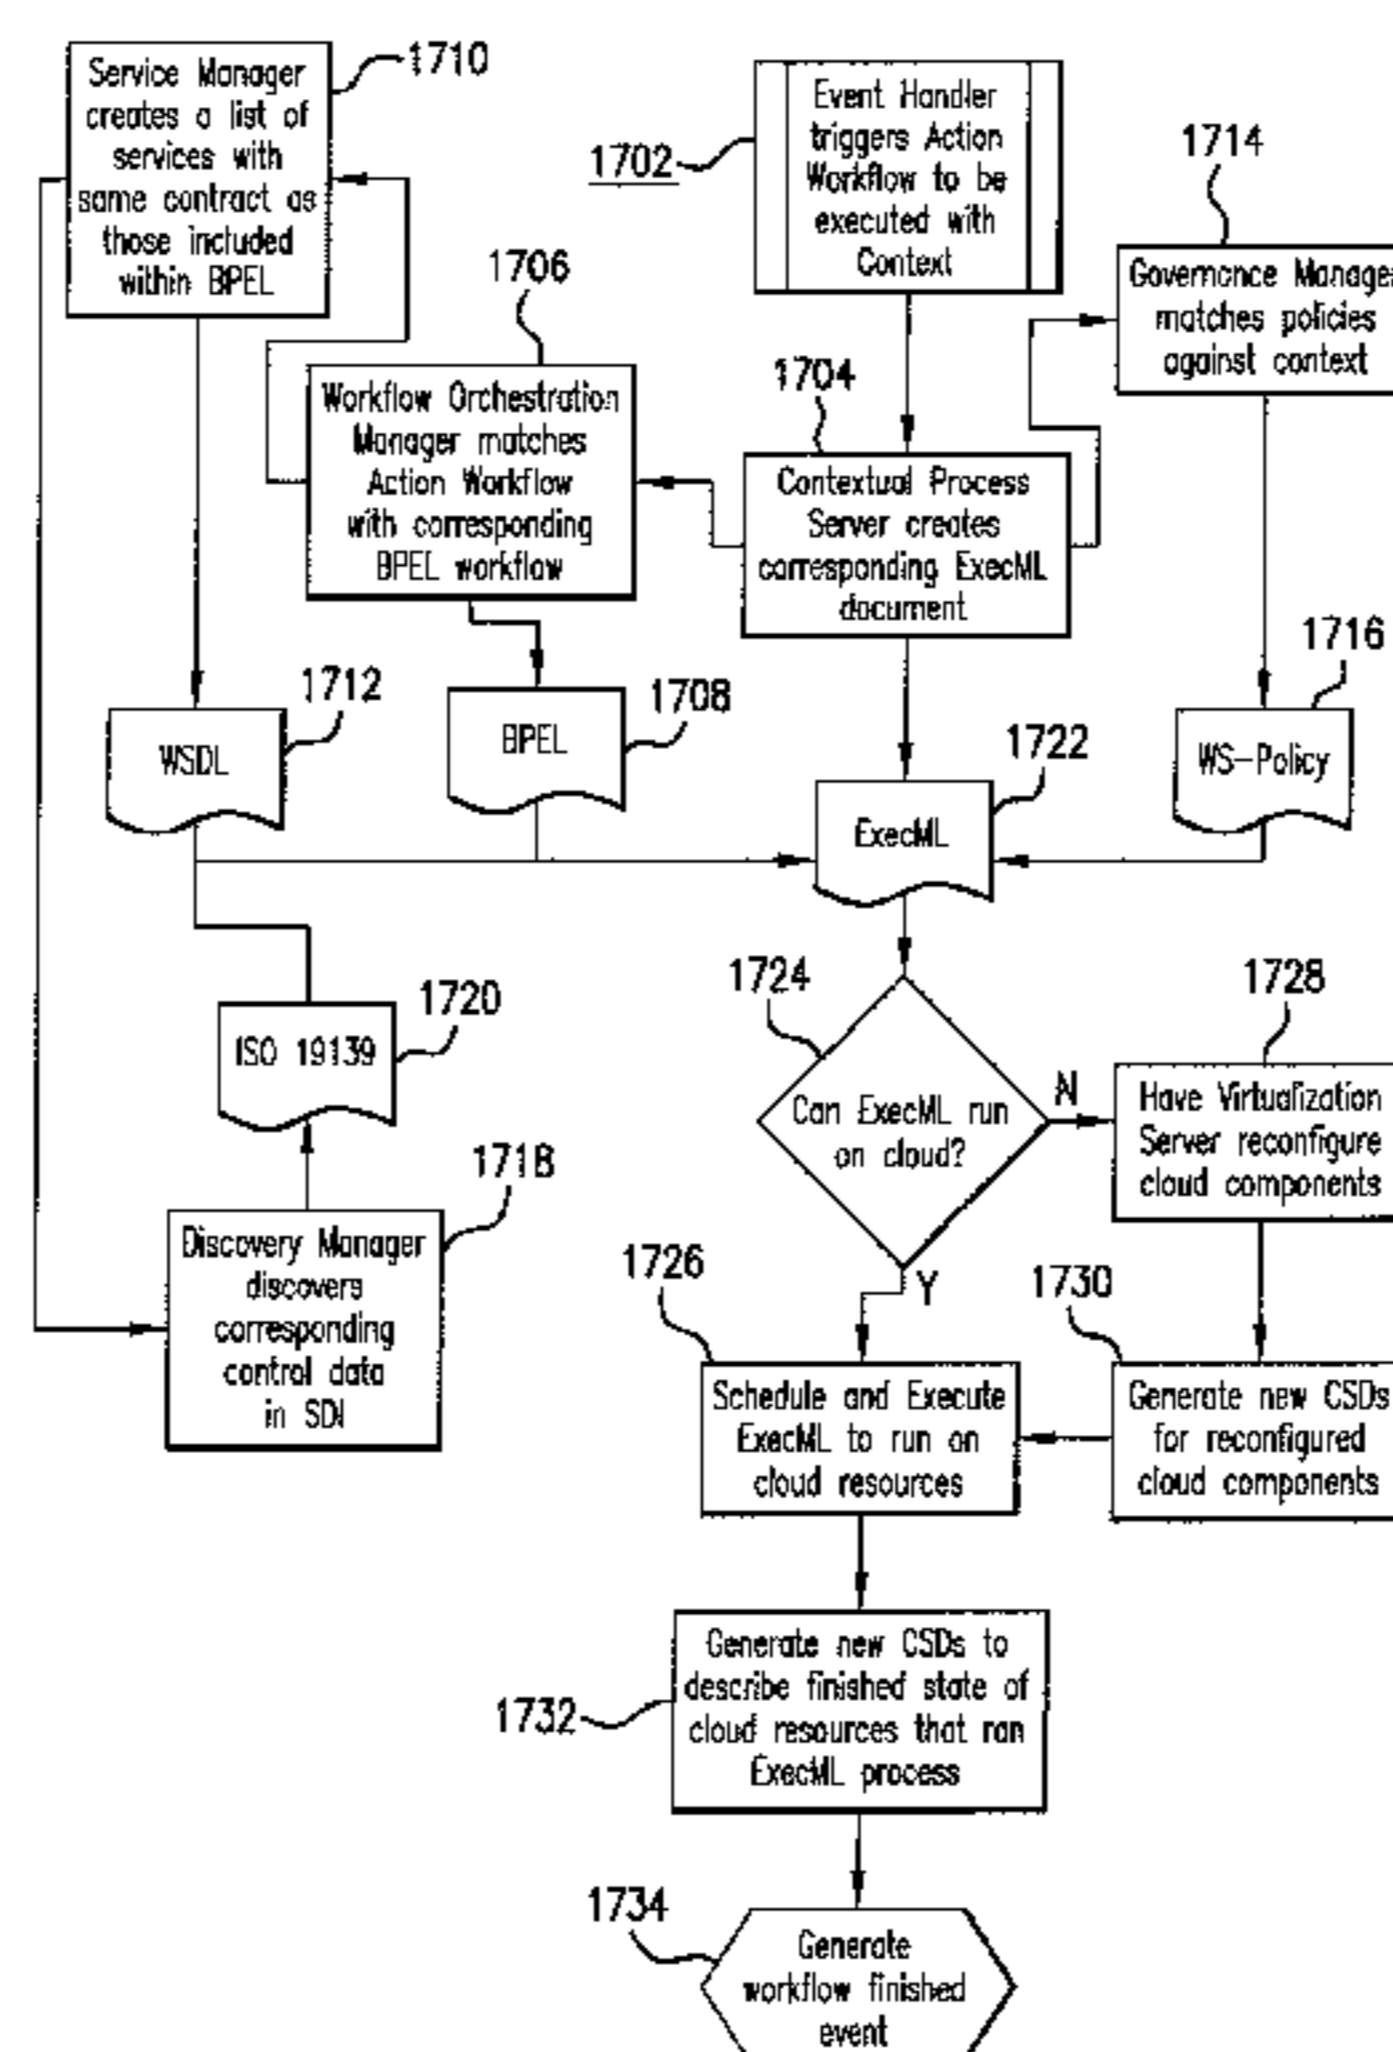 1710
Service Manager
creates a list of
services with
same contract as
those included
within BPEL
1702
Event Handler
triggers Action
Workflow to be
executed with
Context
1714
Governance Manage
matches policies
against context
1706
Workflow Orchestration
Manager matches
Action Workflow
with corresponding
BPEL workflow
1704
Contextual Process
Server creates
corresponding ExecML
document
1712
WSDL
1708
BPEL
1722
ExecML
1716
WS-Policy
1720
ISO 19139
1724
Can ExecML run
on cloud?
N
Y
1728
Have Virtualization
Server reconfigure
cloud components
1718
Discovery Manager
discovers
corresponding
control data
in SDI
1726
Schedule and Execute
ExecML to run on
cloud resources
1730
Generate new CSDs
for reconfigured
cloud components
1732
Generate new CSDs to
describe finished state of
cloud resources that ran
ExecML process
1734
Generate
workflow finished
event